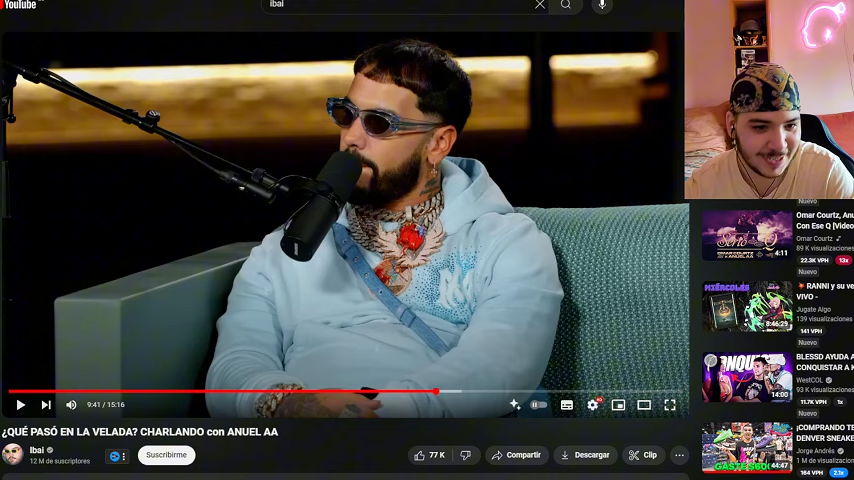 YouTube
ibai
9:41 / 15:16
¿QUÉ PASÓ EN LA VELADA? CHARLANDO con ANUEL AA
Ibai
12 M de suscriptores
Suscribirme
77 K
Compartir
Descargar
Clip
Nuevo
4:11
Omar Courtz, Anu
Con Ese Q [Video
Omar Courtz
89 K visualizaciones
22.3K VPH 13x
Nuevo
MIÉRCOLES
8:46:29
RANNI y su ve
VIVO -
Jugate Algo
139 visualizaciones
141 VPH
Nuevo
14:00
BLESSD AYUDA A
CONQUISTAR A K
WestCOL
93 K visualizaciones
11.7K VPH 1x
Nuevo
GASTE $600
44:47
¡COMPRANDO TE
DENVER SNEAKE
Jorge Andrés
1 M de visualizacion
164 VPH 2.1x